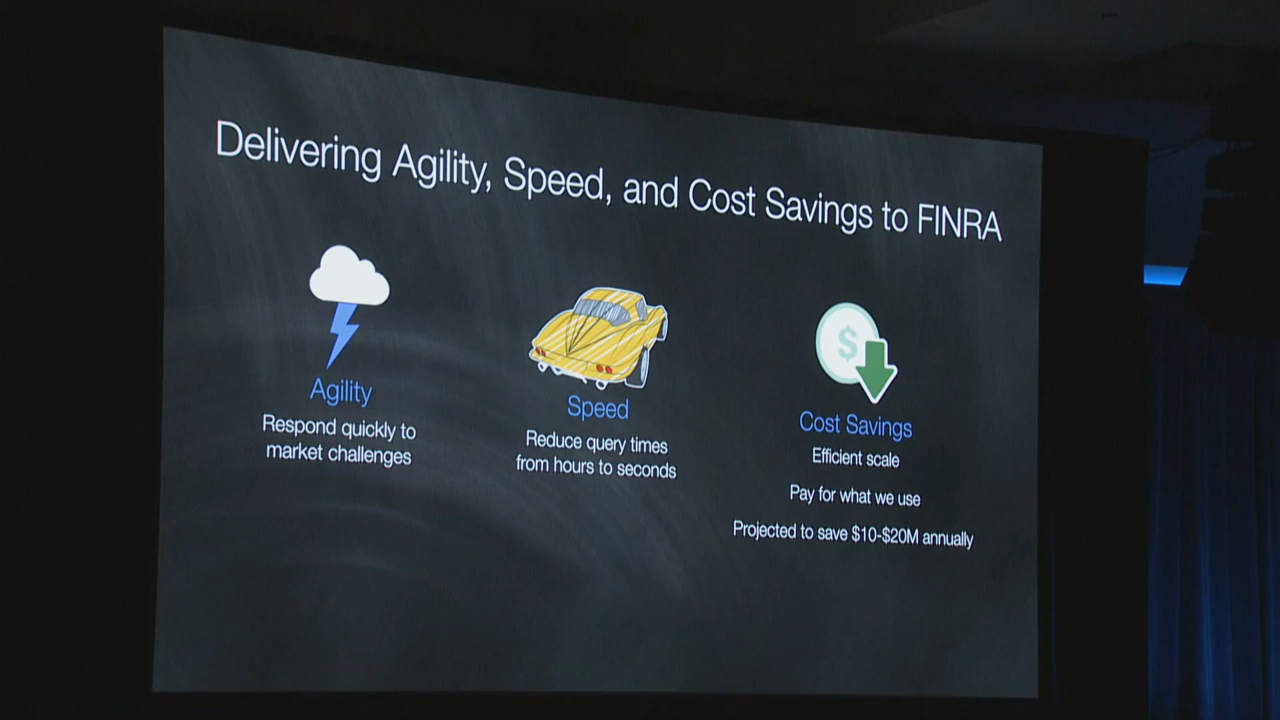 Delivering Agility, Speed, and Cost Savings to FINRA
Agility
Respond quickly to
market challenges
Speed
Reduce query times
from hours to seconds
$
Cost Savings
Efficient scale
Pay for what we use
Projected to save $10-$20M annually